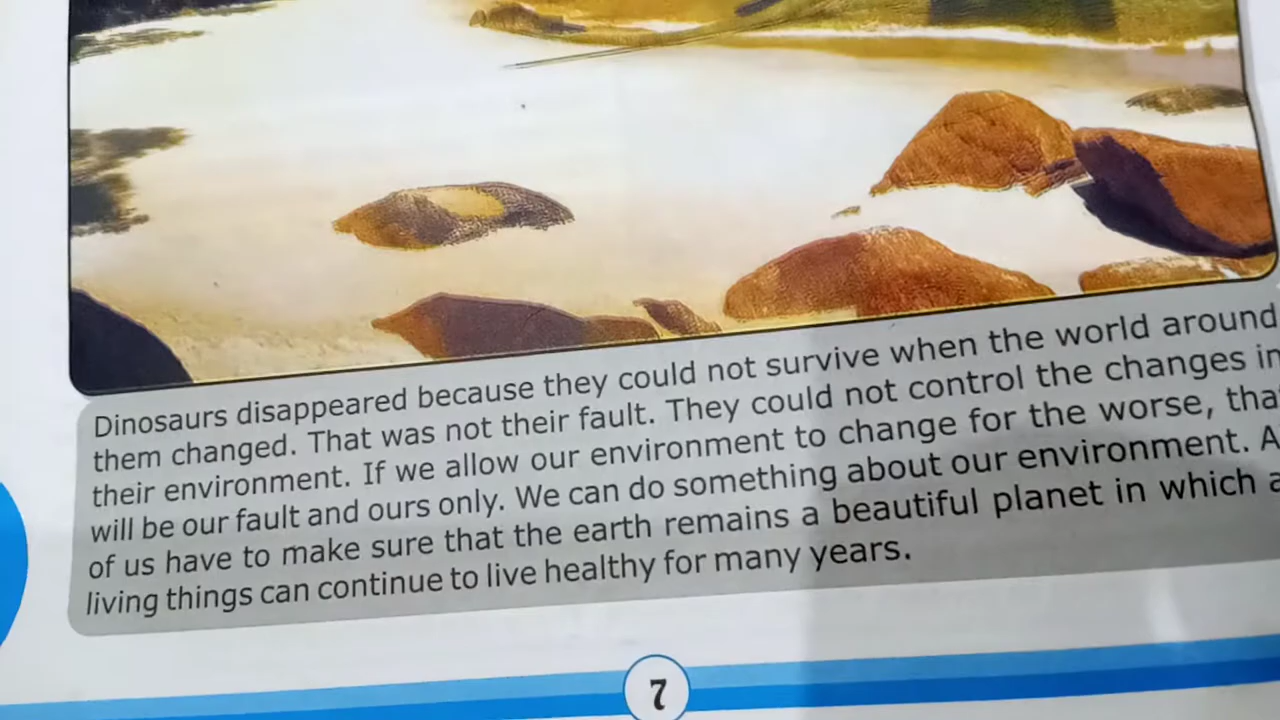 Dinosaurs disappeared because they could not survive when the world around
them changed. That was not their fault. They could not control the changes in
their environment. If we allow our environment to change for the worse,
will be our fault and ours only. We can do something about our environment.
of us have to make sure that the earth remains a beautiful planet in which
living things can continue to live healthy for many years.
7